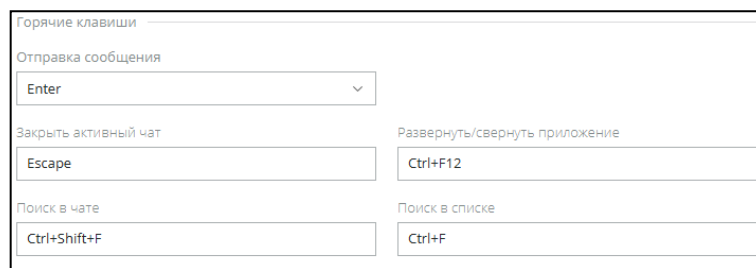 Горячие клавиши
Отправка сообщения
Enter
Закрыть активный чат
Развернуть/свернуть приложение
Escape
Ctrl+F12
Поиск в чате
Поиск в списке
Ctrl+Shift+F
Ctrl+F